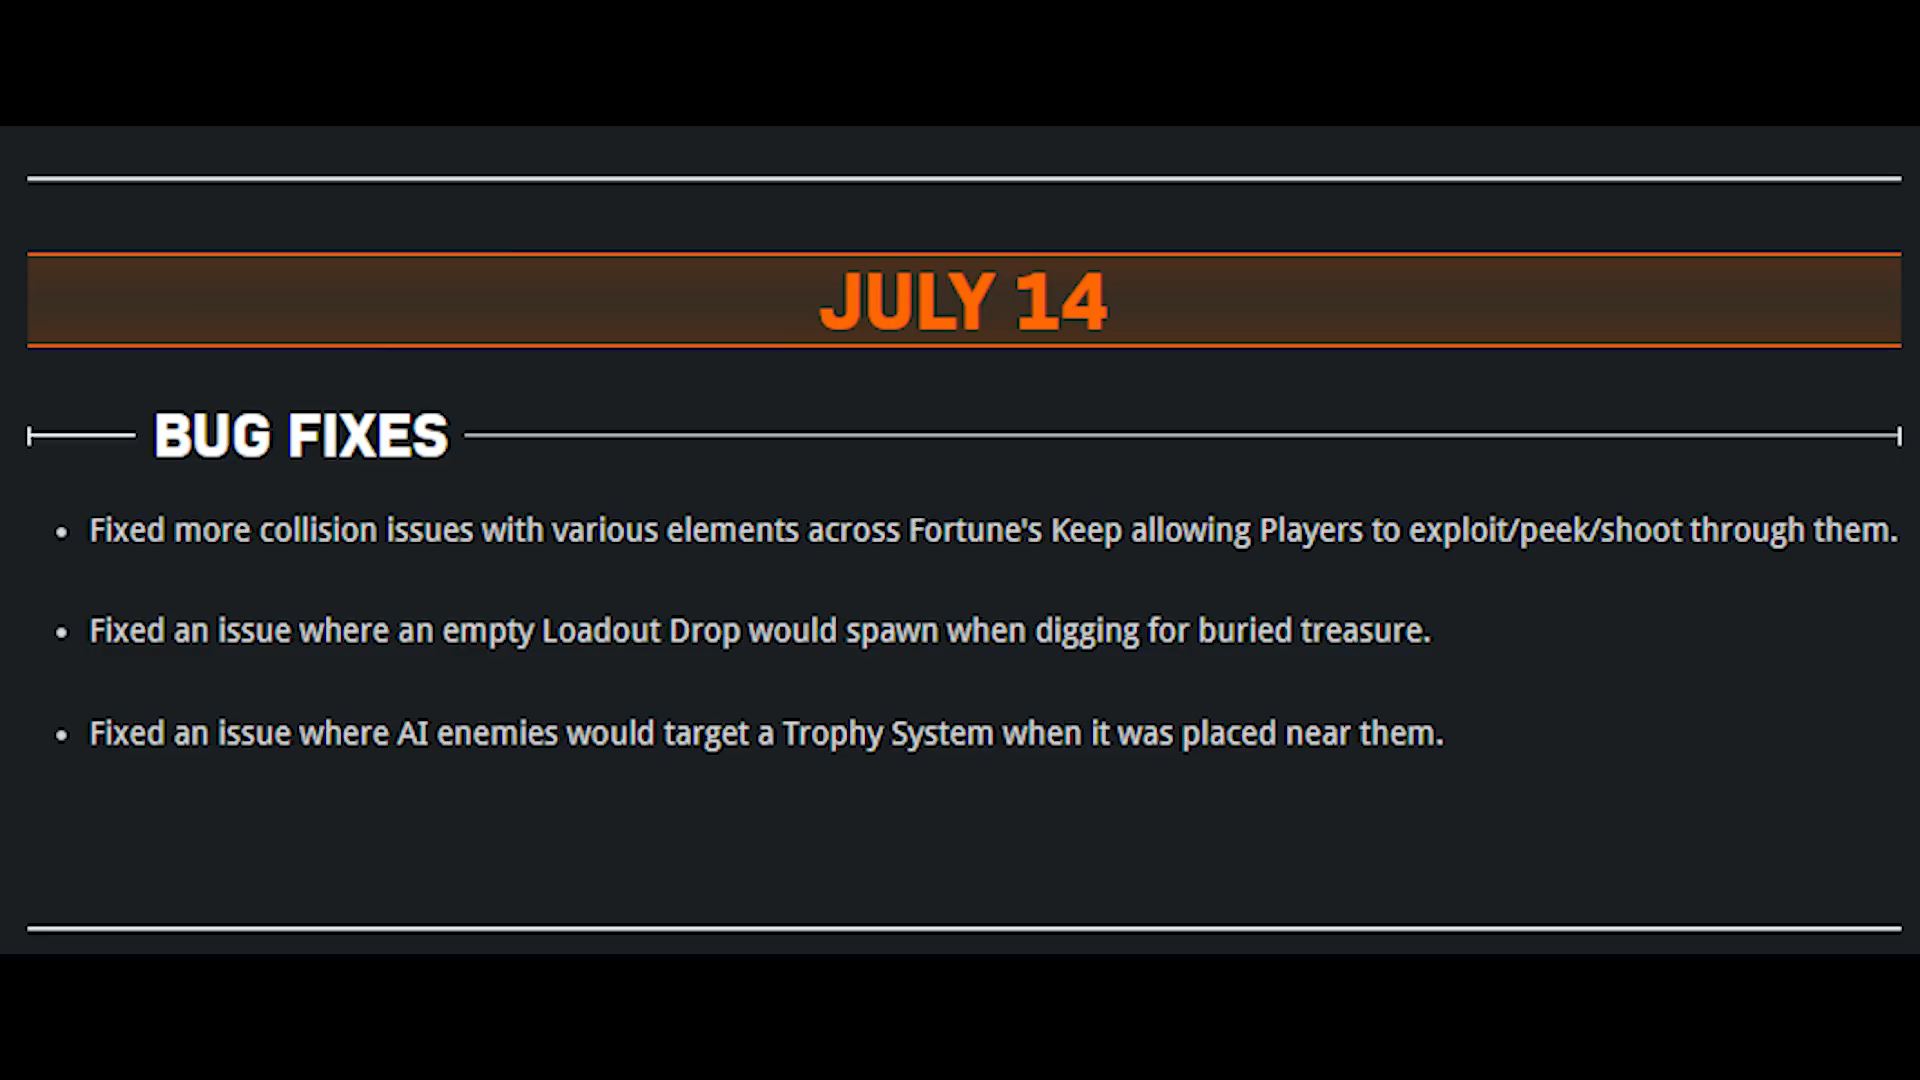 JULY 14
BUG FIXES
• Fixed more collision issues with various elements across Fortune's Keep allowing Players to exploit/peek/shoot through them.
• Fixed an issue where an empty Loadout Drop would spawn when digging for buried treasure.
• Fixed an issue where AI enemies would target a Trophy System when it was placed near them.